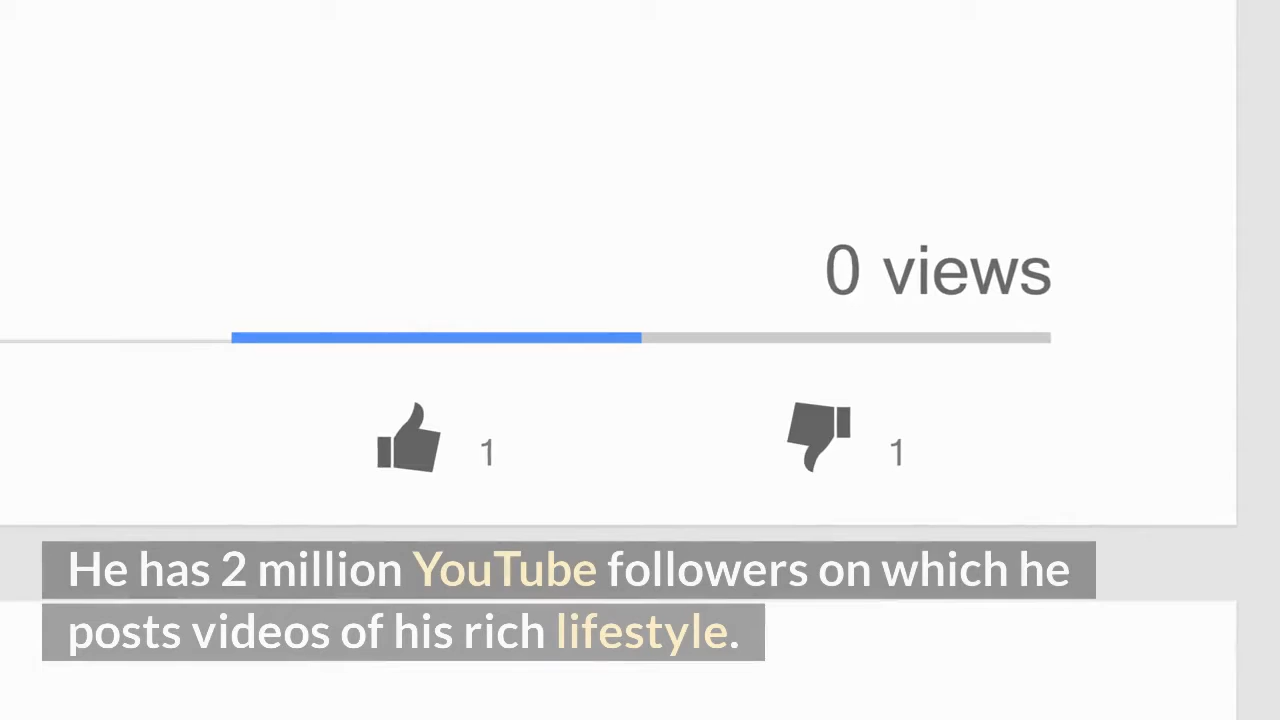 0 views
1 1
He has 2 million YouTube followers on which he
posts videos of his rich lifestyle.